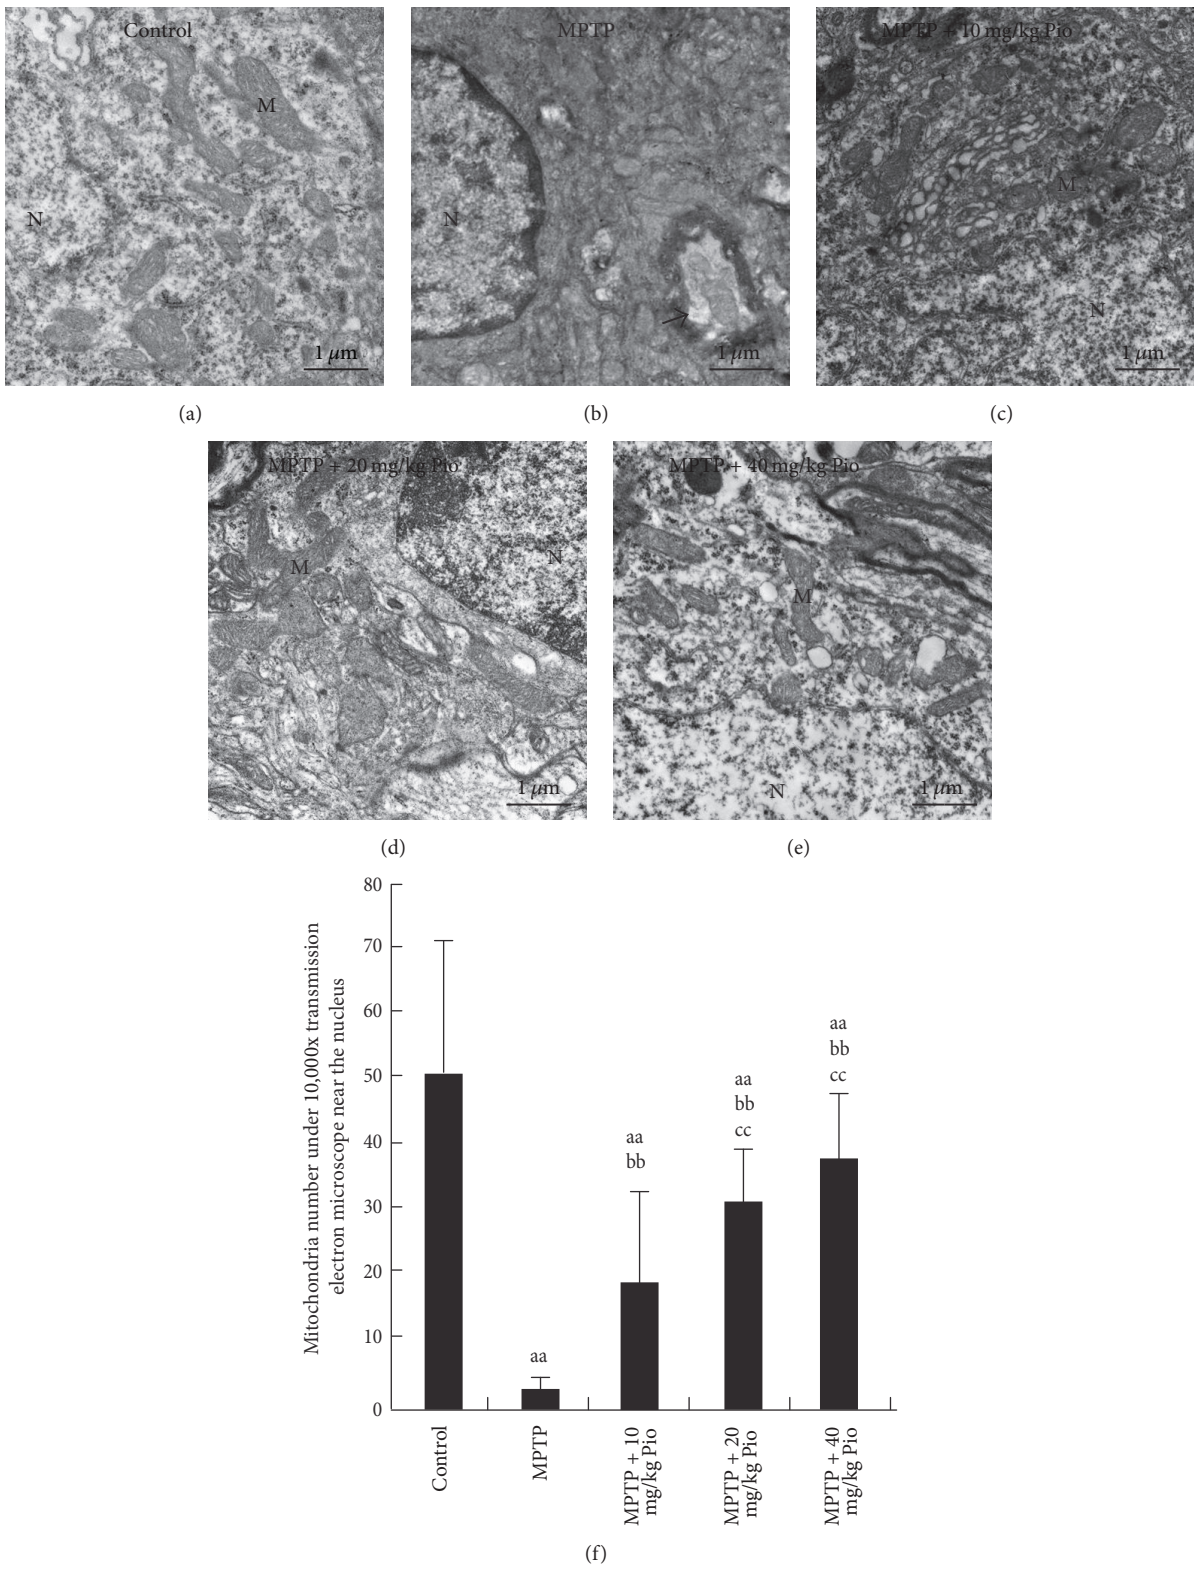 Control
M
N
1 μm
(a)
MPTP
N
1 μm
(b)
MPTP + 10 mg/kg Pio
M
N
1 μm
(c)
MPTP + 20 mg/kg Pio
N
M
1 μm
(d)
MPTP + 40 mg/kg Pio
M
N
1 μm
(e)
Mitochondria number under 10,000x transmission
electron microscope near the nucleus
80
70
60
50
40
30
20
10
0
aa
aa
bb
aa
bb
cc
aa
bb
cc
Control
MPTP
MPTP + 10
mg/kg Pio
MPTP + 20
mg/kg Pio
MPTP + 40
mg/kg Pio
(f)